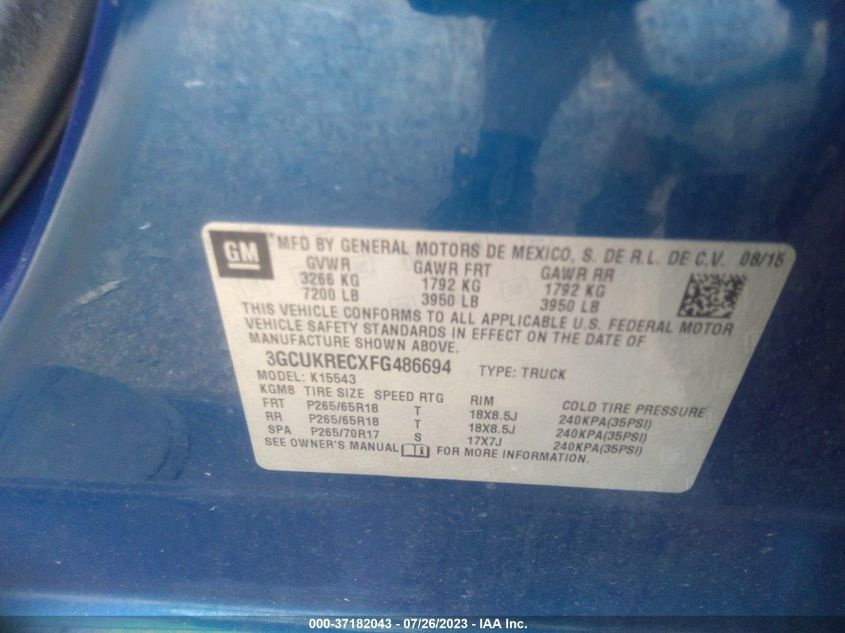 GM MFD BY GENERAL MOTORS DE MEXICO, S. DE R.L. DE C.V. 08/15
GVWR GAWR FRT GAWR RR
3266 KG 1792 KG 1792 KG
7200 LB 3950 LB 3950 LB
THIS VEHICLE CONFORMS TO ALL APPLICABLE U.S. FEDERAL MOTOR
VEHICLE SAFETY STANDARDS IN EFFECT ON THE DATE OF
MANUFACTURE SHOWN ABOVE.
3GCUKRECXFG486694 TYPE: TRUCK
MODEL: K15543
KGM8 TIRE SIZE SPEED RTG RIM COLD TIRE PRESSURE
FRT P265/65R18 T 18X8.5J 240KPA(35PSI)
RR P265/65R18 T 18X8.5J 240KPA(35PSI)
SPA P265/70R17 S 17X7J 240KPA(35PSI)
SEE OWNER'S MANUAL FOR MORE INFORMATION.
000-37182043 - 07/26/2023 - IAA Inc.